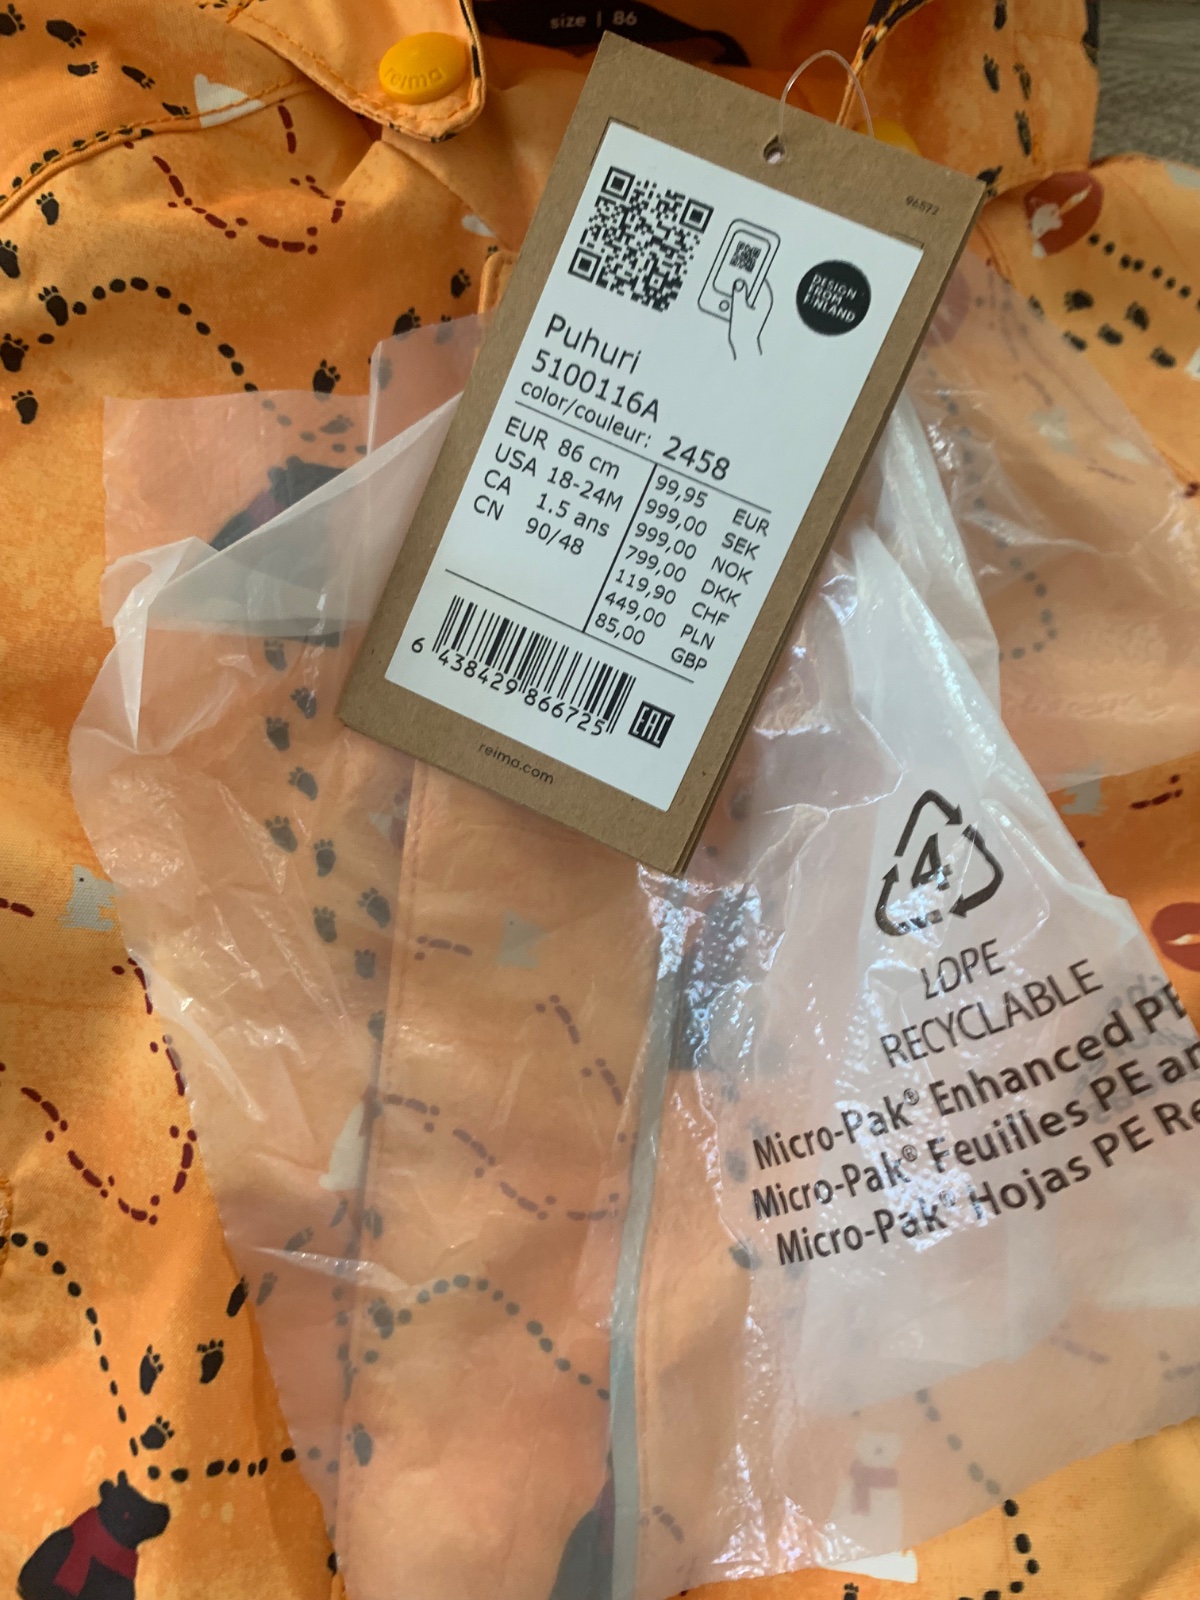 size | 86
reima
96572
DESIGN
FROM
FINLAND
Puhuri
5100116A
color/couleur: 2458
EUR 86 cm
USA 18-24M
CA 1.5 ans
CN 90/48
99,95 EUR
999,00 SEK
999,00 NOK
799,00 DKK
119,90 CHF
449,00 PLN
85,00 GBP
6 438429 866725
EAC
reima.com
4
LDPE
RECYCLABLE
Micro-Pak® Enhanced PE
Micro-Pak® Feuilles PE
Micro-Pak® Hojas PE